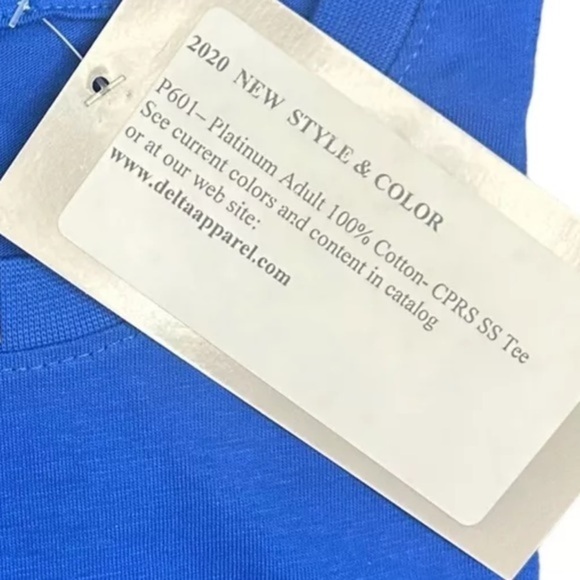 2020 NEW STYLE & COLOR
P601– Platinum Adult 100% Cotton- CPRS SS Tee
See current colors and content in catalog
or at our web site:
www.deltaapparel.com